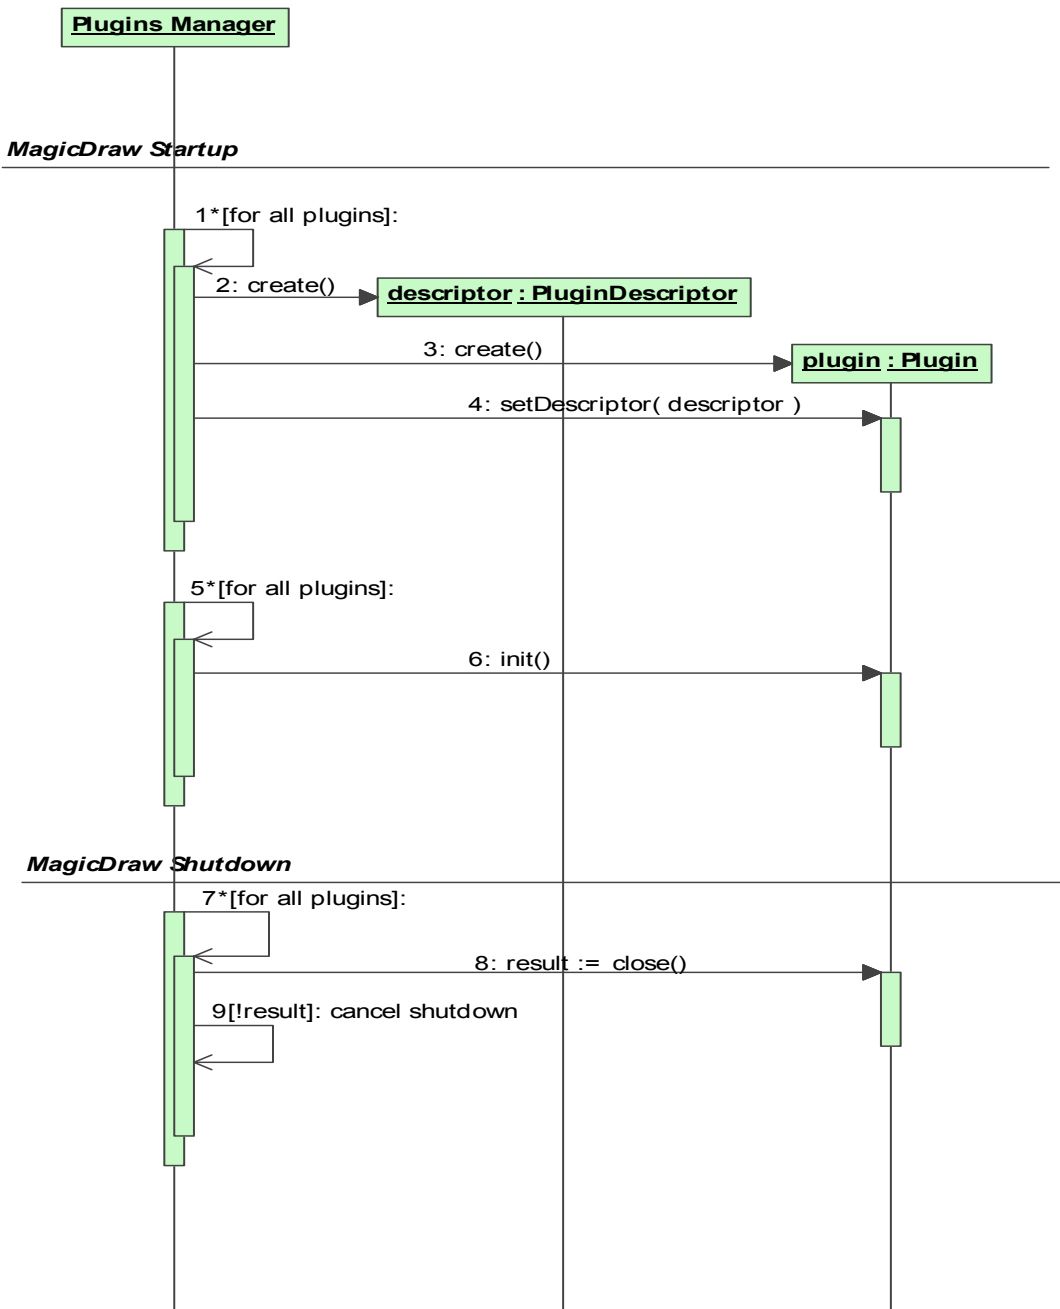 Plugins Manager
MagicDraw Startup
1*[for all plugins]:
2: create()
descriptor : PluginDescriptor
3: create()
plugin : Plugin
4: setDescriptor( descriptor )
5*[for all plugins]:
6: init()
MagicDraw Shutdown
7*[for all plugins]:
8: result := close()
9[!result]: cancel shutdown